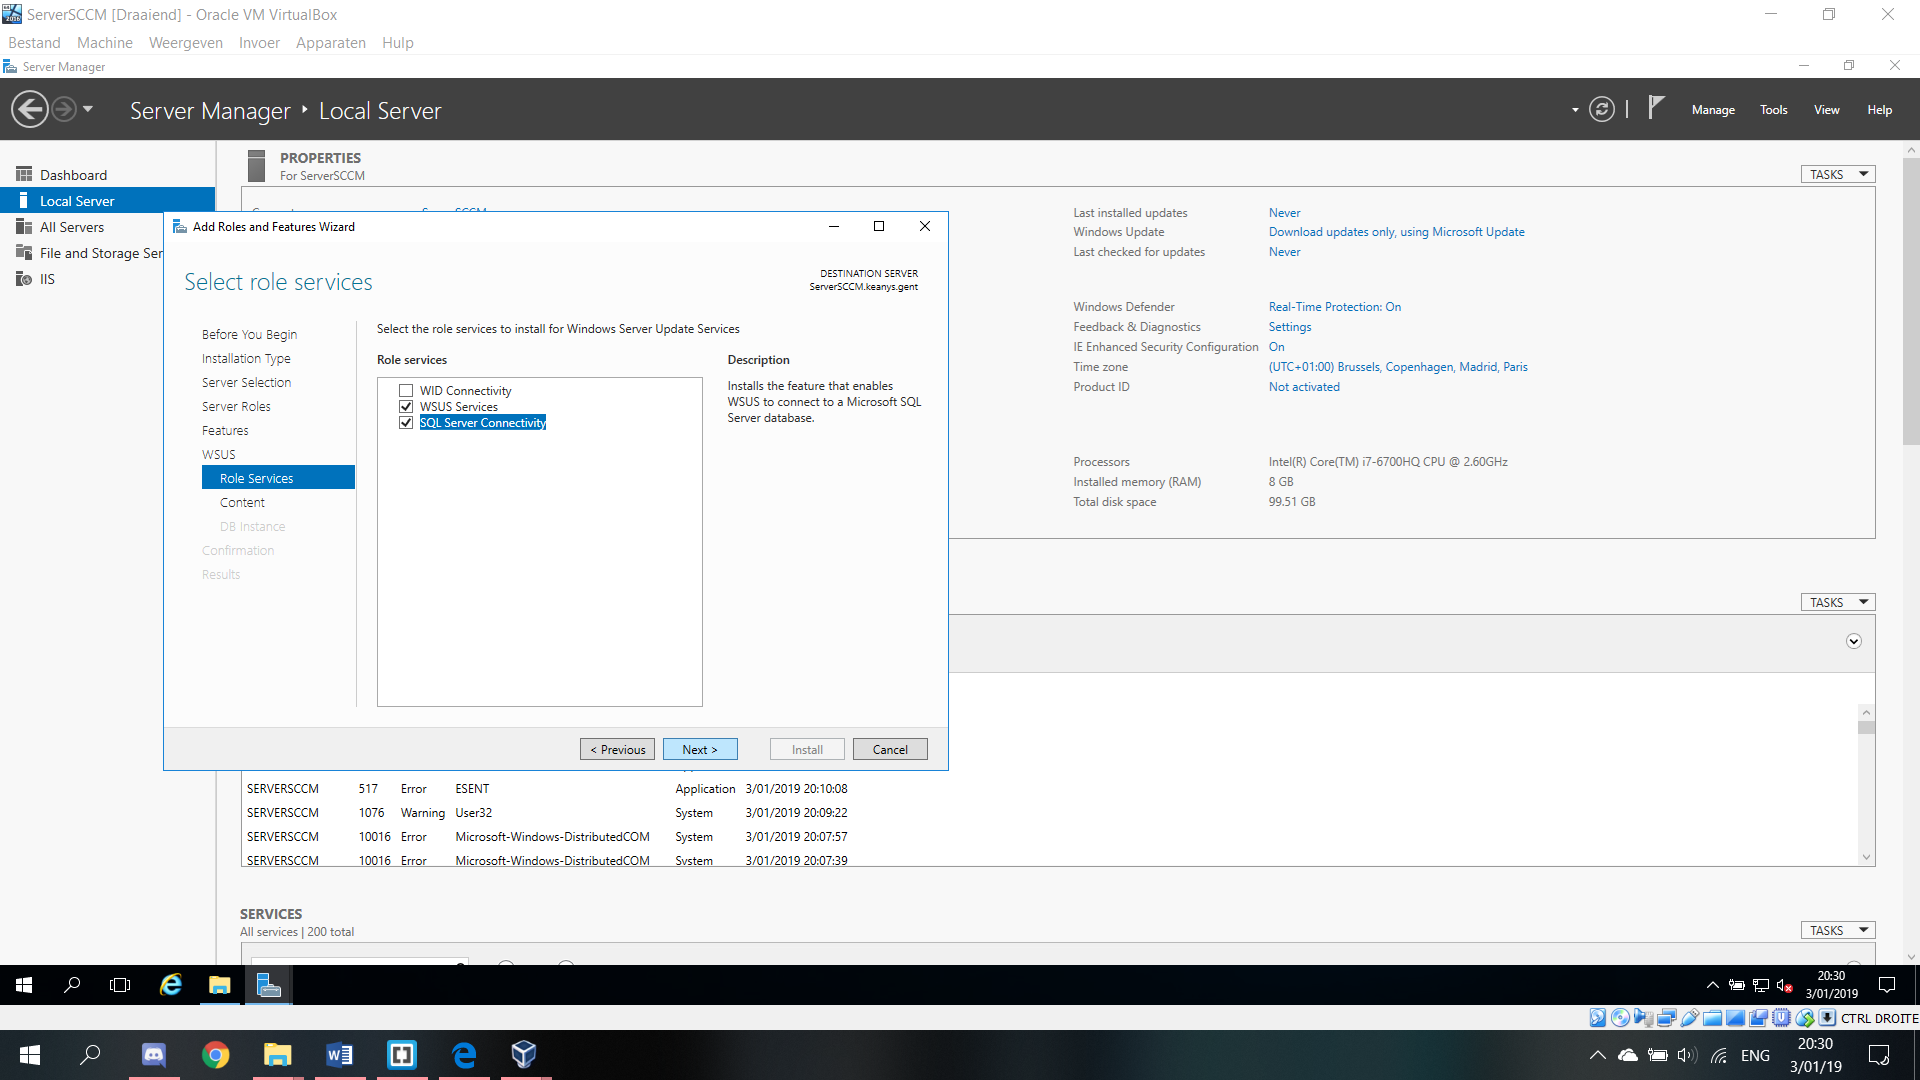 ServerSCCM [Draaiend] - Oracle VM VirtualBox
Bestand Machine Weergeven Invoer Apparaten Hulp
Server Manager
Server Manager ‣ Local Server
Manage Tools View Help
Dashboard
Local Server
All Servers
File and Storage Ser
IIS
PROPERTIES
For ServerSCCM
TASKS
Last installed updates Never
Windows Update Download updates only, using Microsoft Update
Last checked for updates Never
Windows Defender Real-Time Protection: On
Feedback & Diagnostics Settings
IE Enhanced Security Configuration On
Time zone (UTC+01:00) Brussels, Copenhagen, Madrid, Paris
Product ID Not activated
Processors Intel(R) Core(TM) i7-6700HQ CPU @ 2.60GHz
Installed memory (RAM) 8 GB
Total disk space 99.51 GB
Add Roles and Features Wizard
Select role services
DESTINATION SERVER
ServerSCCM.keanys.gent
Before You Begin
Installation Type
Server Selection
Server Roles
Features
WSUS
Role Services
Content
DB Instance
Confirmation
Results
Select the role services to install for Windows Server Update Services
Role services
WID Connectivity
WSUS Services
SQL Server Connectivity
Description
Installs the feature that enables
WSUS to connect to a Microsoft SQL
Server database.
< Previous Next > Install Cancel
TASKS
SERVERSCCM 517 Error ESENT Application 3/01/2019 20:10:08
SERVERSCCM 1076 Warning User32 System 3/01/2019 20:09:22
SERVERSCCM 10016 Error Microsoft-Windows-DistributedCOM System 3/01/2019 20:07:57
SERVERSCCM 10016 Error Microsoft-Windows-DistributedCOM System 3/01/2019 20:07:39
SERVICES
All services | 200 total
TASKS
20:30
3/01/2019
CTRL DROITE
ENG
20:30
3/01/19